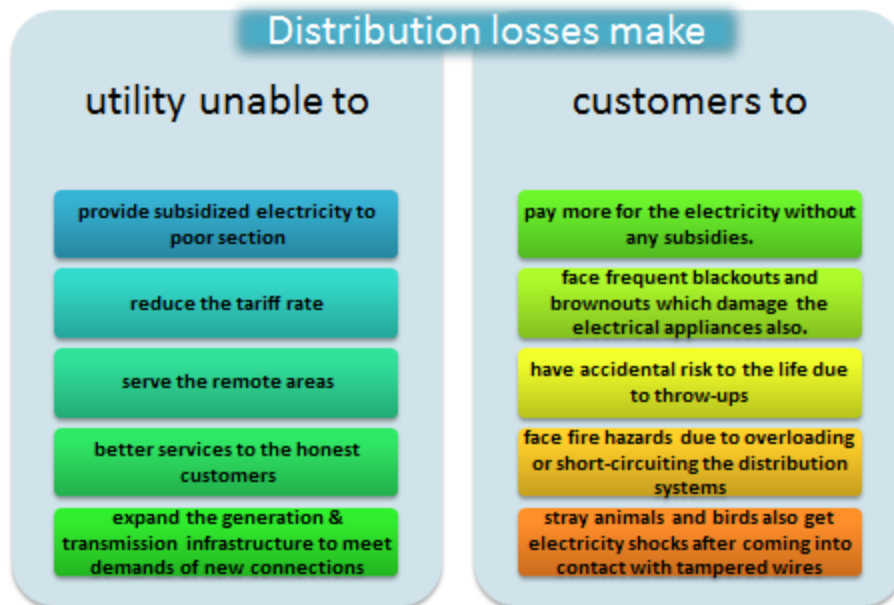 Distribution losses make
utility unable to
provide subsidized electricity to
poor section
reduce the tariff rate
serve the remote areas
better services to the honest
customers
expand the generation &
transmission infrastructure to meet
demands of new connections
customers to
pay more for the electricity without
any subsidies.
face frequent blackouts and
brownouts which damage the
electrical appliances also.
have accidental risk to the life due
to throw-ups
face fire hazards due to overloading
or short-circuiting the distribution
systems
stray animals and birds also get
electricity shocks after coming into
contact with tampered wires